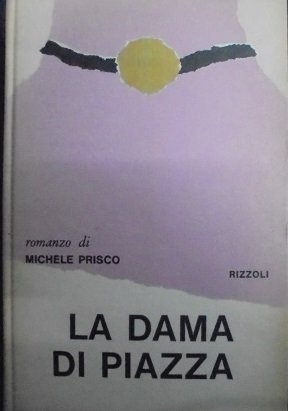 romanzo di
MICHELE PRISCO
RIZZOLI
LA DAMA
DI PIAZZA